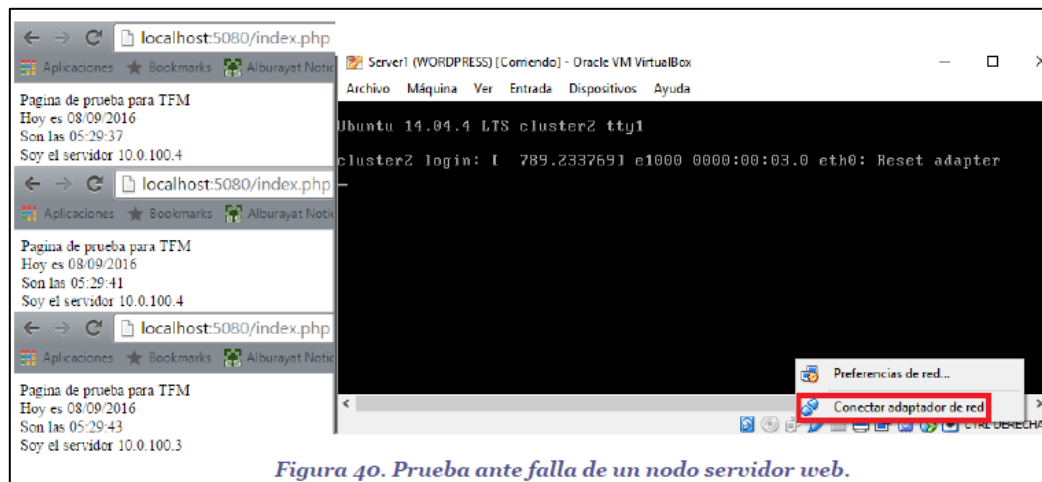 localhost:5080/index.php
Aplicaciones Bookmarks Alburayat Notic
Pagina de prueba para TFM
Hoy es 08/09/2016
Son las 05:29:37
Soy el servidor 10.0.100.4
localhost:5080/index.php
Aplicaciones Bookmarks Alburayat Notic
Pagina de prueba para TFM
Hoy es 08/09/2016
Son las 05:29:41
Soy el servidor 10.0.100.4
localhost:5080/index.php
Aplicaciones Bookmarks Alburayat Notic
Pagina de prueba para TFM
Hoy es 08/09/2016
Son las 05:29:43
Soy el servidor 10.0.100.3
Server1 (WORDPRESS) [Corriendo] - Oracle VM VirtualBox
Archivo Máquina Ver Entrada Dispositivos Ayuda
Ubuntu 14.04.4 LTS cluster2 tty1
cluster2 login: [ 789.233769] e1000 0000:00:03.0 eth0: Reset adapter
Preferencias de red...
Conectar adaptador de red
CTRL DERECHA
Figura 40. Prueba ante falla de un nodo servidor web.